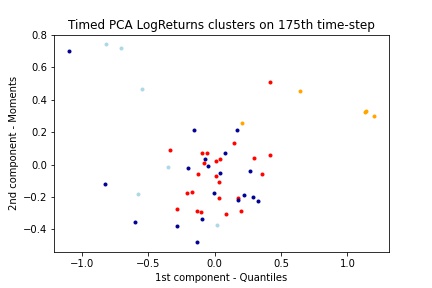 Timed PCA LogReturns clusters on 175th time-step
0.8
0.6
0.4
0.2
0.0
−0.2
−0.4
2nd component - Moments
−1.0 −0.5 0.0 0.5 1.0
1st component - Quantiles